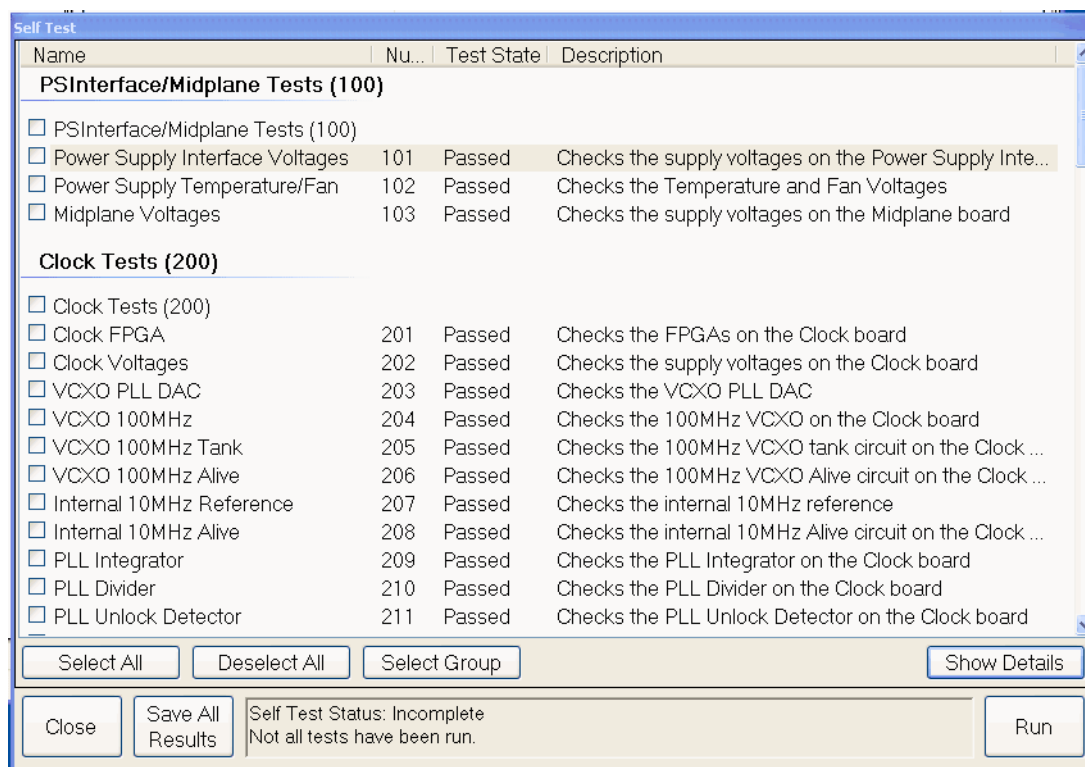 Self Test
Name Nu... Test State Description
PSInterface/Midplane Tests (100)
PSInterface/Midplane Tests (100)
Power Supply Interface Voltages 101 Passed Checks the supply voltages on the Power Supply Inte...
Power Supply Temperature/Fan 102 Passed Checks the Temperature and Fan Voltages
Midplane Voltages 103 Passed Checks the supply voltages on the Midplane board
Clock Tests (200)
Clock Tests (200)
Clock FPGA 201 Passed Checks the FPGAs on the Clock board
Clock Voltages 202 Passed Checks the supply voltages on the Clock board
VCXO PLL DAC 203 Passed Checks the VCXO PLL DAC
VCXO 100MHz 204 Passed Checks the 100MHz VCXO on the Clock board
VCXO 100MHz Tank 205 Passed Checks the 100MHz VCXO tank circuit on the Clock ...
VCXO 100MHz Alive 206 Passed Checks the 100MHz VCXO Alive circuit on the Clock ...
Internal 10MHz Reference 207 Passed Checks the internal 10MHz reference
Internal 10MHz Alive 208 Passed Checks the internal 10MHz Alive circuit on the Clock ...
PLL Integrator 209 Passed Checks the PLL Integrator on the Clock board
PLL Divider 210 Passed Checks the PLL Divider on the Clock board
PLL Unlock Detector 211 Passed Checks the PLL Unlock Detector on the Clock board
Select All Deselect All Select Group Show Details
Close Save All Results Self Test Status: Incomplete
Not all tests have been run. Run